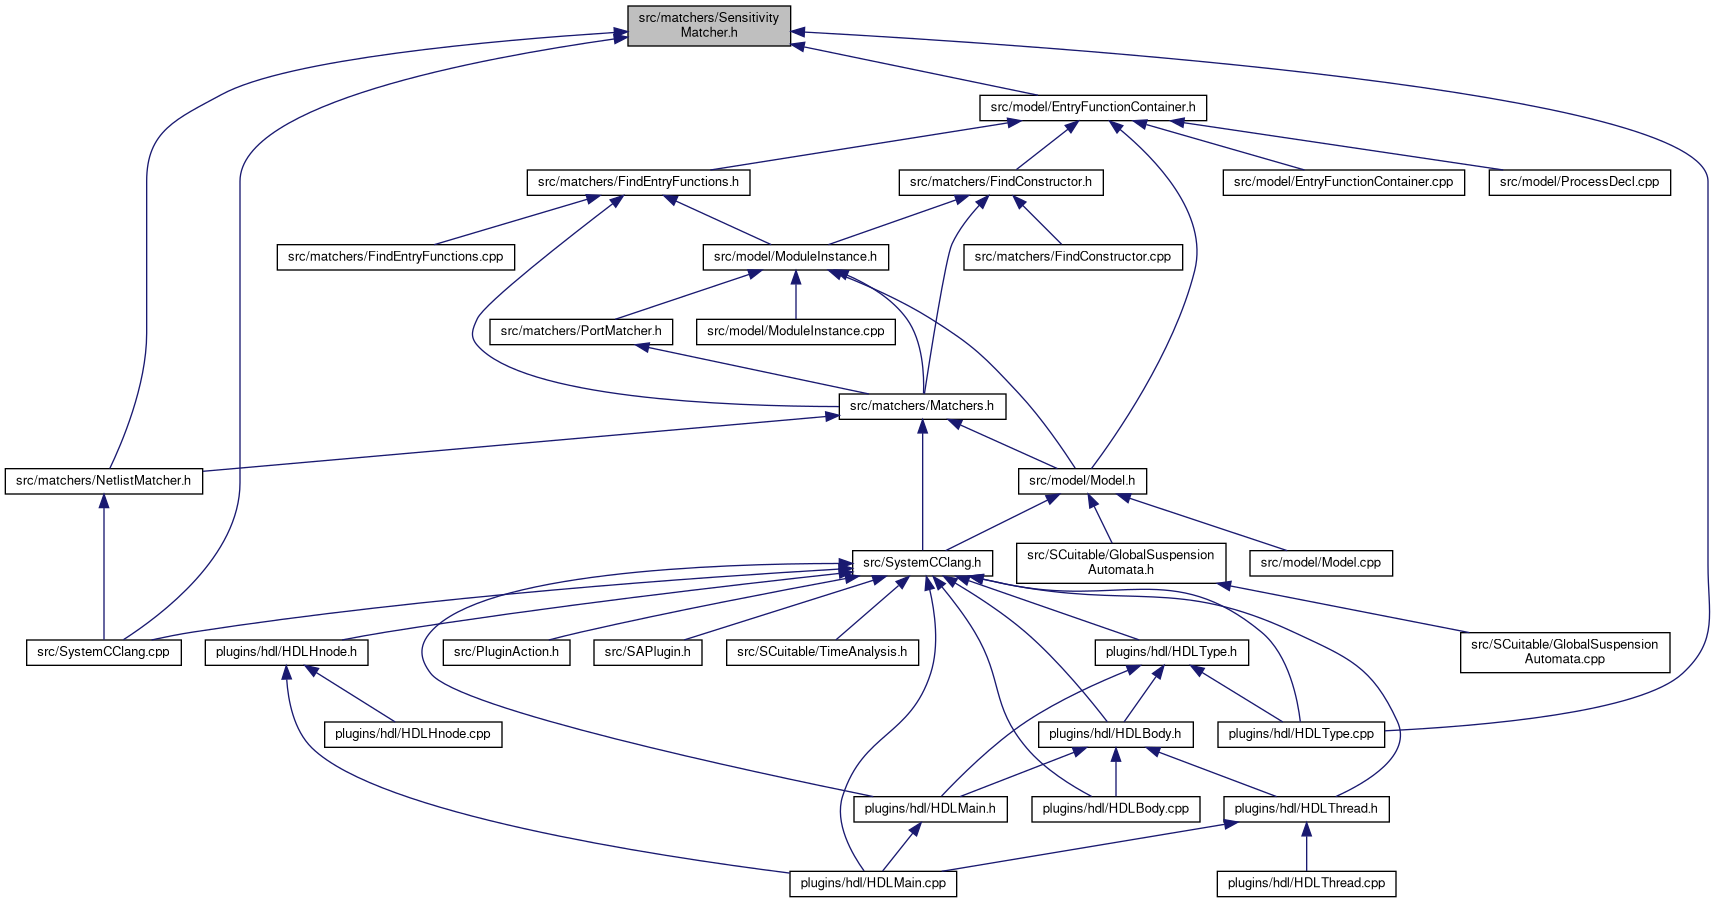 src/matchers/Sensitivity
Matcher.h
src/model/EntryFunctionContainer.h
src/matchers/FindEntryFunctions.h
src/matchers/FindConstructor.h
src/model/EntryFunctionContainer.cpp
src/model/ProcessDecl.cpp
src/matchers/FindEntryFunctions.cpp
src/model/ModuleInstance.h
src/matchers/FindConstructor.cpp
src/matchers/PortMatcher.h
src/model/ModuleInstance.cpp
src/matchers/Matchers.h
src/matchers/NetlistMatcher.h
src/model/Model.h
src/SystemCClang.h
src/SCuitable/GlobalSuspension
Automata.h
src/model/Model.cpp
src/SystemCClang.cpp
plugins/hdl/HDLHnode.h
src/PluginAction.h
src/SAPlugin.h
src/SCuitable/TimeAnalysis.h
plugins/hdl/HDLType.h
src/SCuitable/GlobalSuspension
Automata.cpp
plugins/hdl/HDLHnode.cpp
plugins/hdl/HDLBody.h
plugins/hdl/HDLType.cpp
plugins/hdl/HDLMain.h
plugins/hdl/HDLBody.cpp
plugins/hdl/HDLThread.h
plugins/hdl/HDLMain.cpp
plugins/hdl/HDLThread.cpp